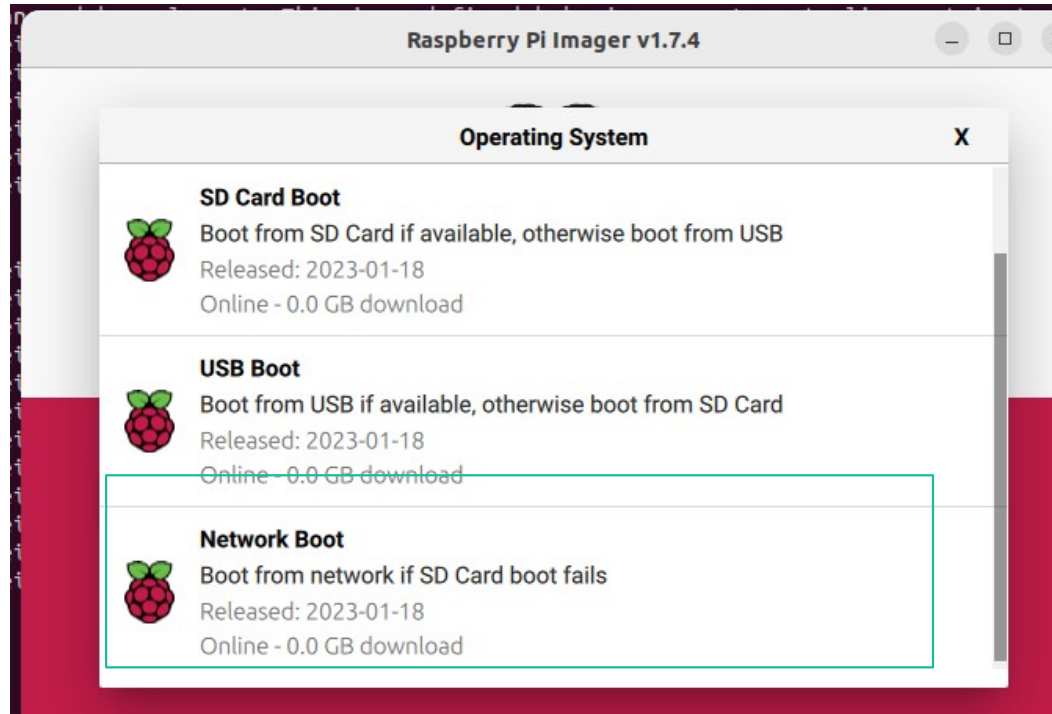 Raspberry Pi Imager v1.7.4
Operating System X
SD Card Boot
Boot from SD Card if available, otherwise boot from USB
Released: 2023-01-18
Online - 0.0 GB download
USB Boot
Boot from USB if available, otherwise boot from SD Card
Released: 2023-01-18
Online - 0.0 GB download
Network Boot
Boot from network if SD Card boot fails
Released: 2023-01-18
Online - 0.0 GB download